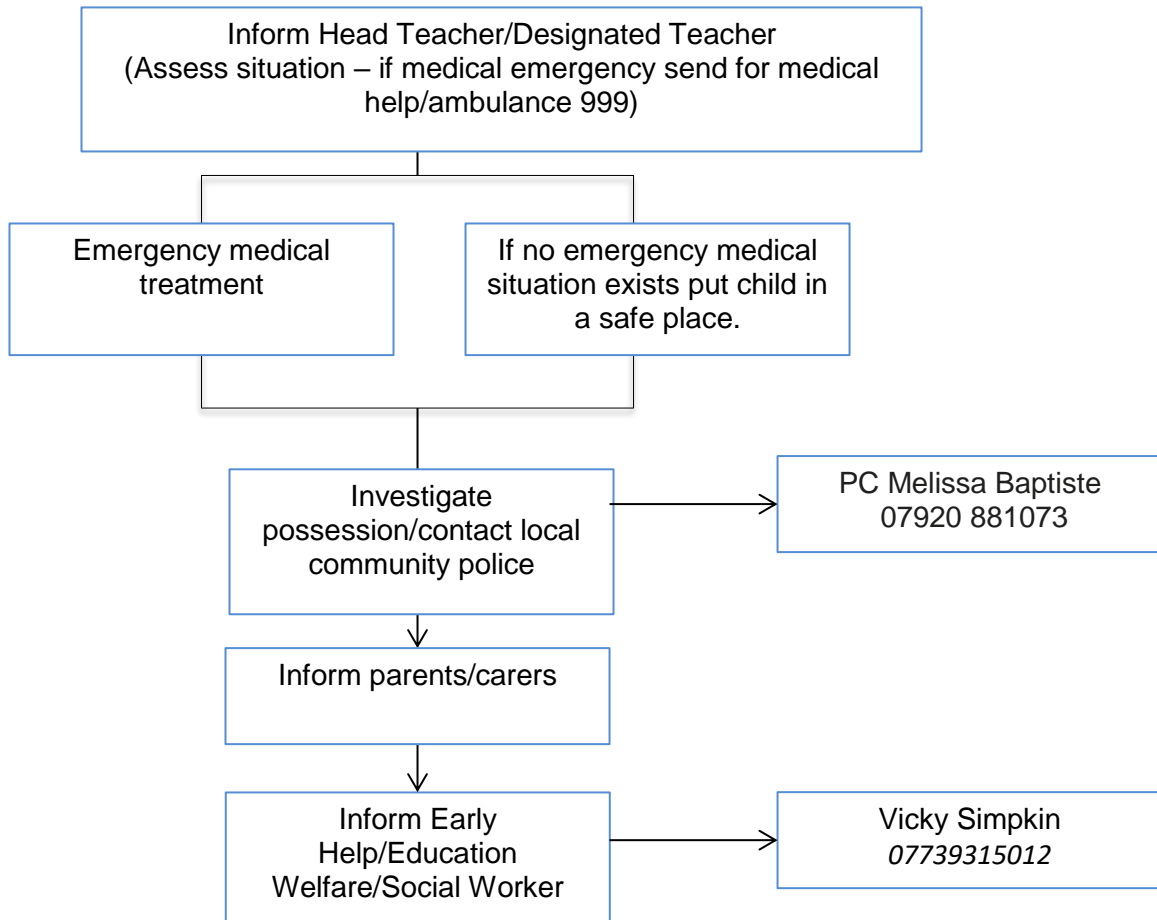 Inform Head Teacher/Designated Teacher
(Assess situation – if medical emergency send for medical
help/ambulance 999)
Emergency medical
treatment
If no emergency medical
situation exists put child in
a safe place.
Investigate
possession/contact local
community police
PC Melissa Baptiste
07920 881073
Inform parents/carers
Inform Early
Help/Education
Welfare/Social Worker
Vicky Simpkin
07739315012